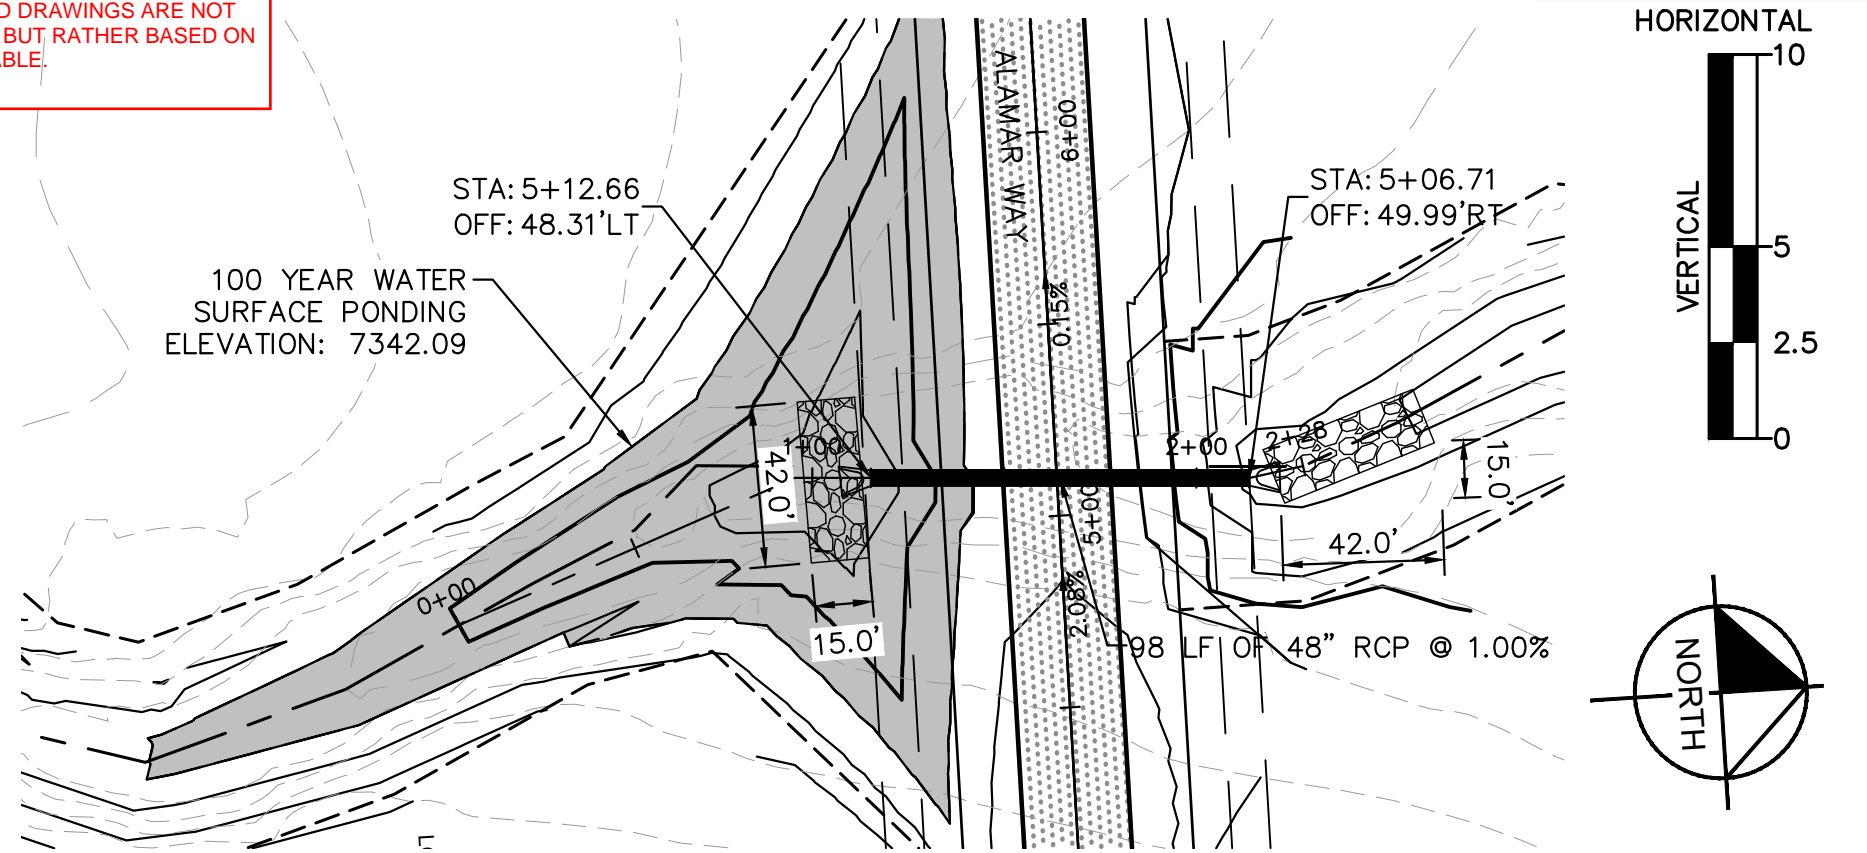 D DRAWINGS ARE NOT
BUT RATHER BASED ON
ABLE.
HORIZONTAL
10
5
2.5
0
VERTICAL
ALAMAR WAY
6+00
STA: 5+12.66
OFF: 48.31'LT
STA: 5+06.71
OFF: 49.99'RT
100 YEAR WATER
SURFACE PONDING
ELEVATION: 7342.09
0.15%
1+00
2+00
2+28
42.0'
15.0'
5+00
42.0'
0+00
2.08%
15.0'
98 LF OF 48" RCP @ 1.00%
NORTH